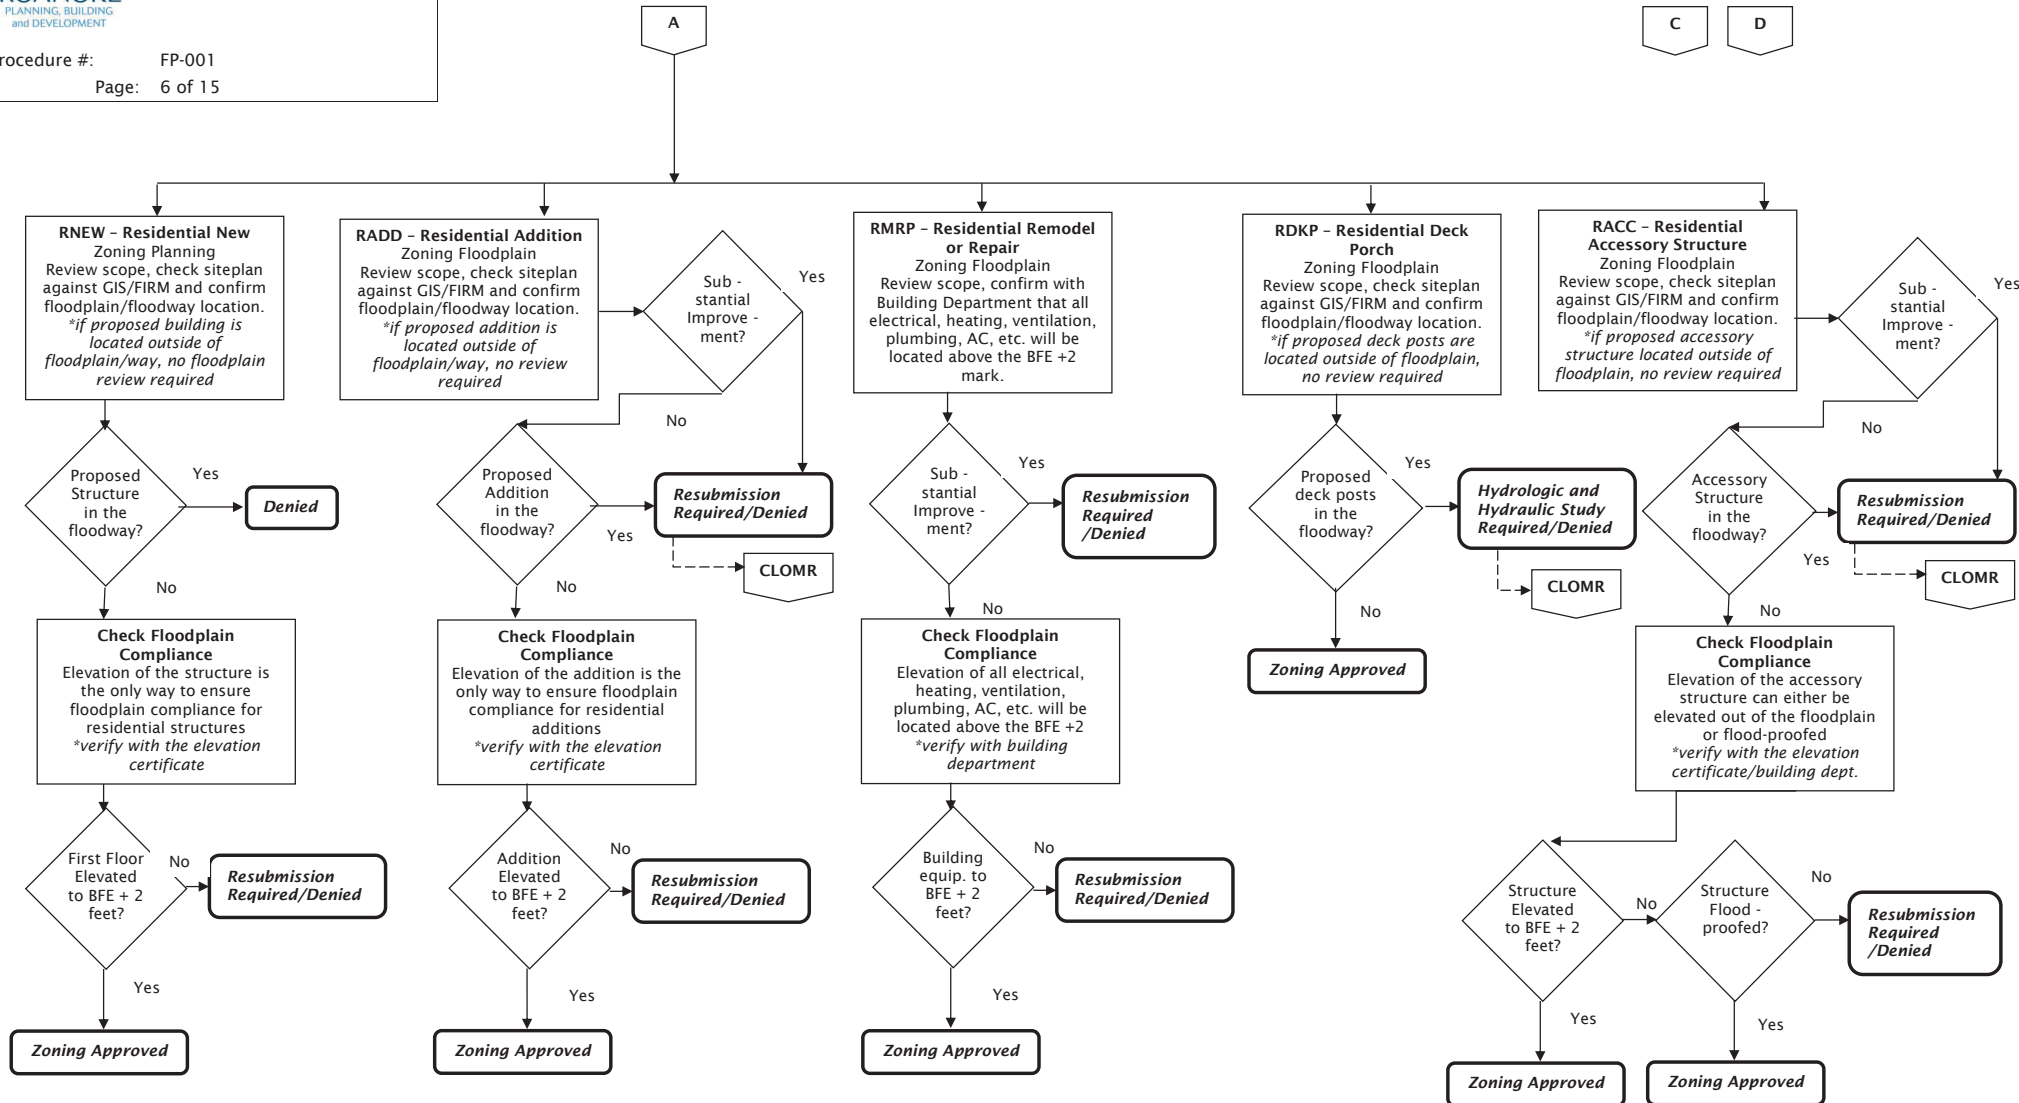 PLANNING, BUILDING
and DEVELOPMENT
rocedure #: FP-001
Page: 6 of 15
A
C
D
RNEW – Residential New
Zoning Planning
Review scope, check siteplan
against GIS/FIRM and confirm
floodplain/floodway location.
*if proposed building is
located outside of
floodplain/way, no floodplain
review required
Proposed
Structure
in the
floodway?
Yes
Denied
No
Check Floodplain
Compliance
Elevation of the structure is
the only way to ensure
floodplain compliance for
residential structures
*verify with the elevation
certificate
First Floor
Elevated
to BFE + 2
feet?
No
Resubmission
Required/Denied
Yes
Zoning Approved
RADD – Residential Addition
Zoning Floodplain
Review scope, check siteplan
against GIS/FIRM and confirm
floodplain/floodway location.
*if proposed addition is
located outside of
floodplain/way, no review
required
Sub -
stantial
Improve -
ment?
Yes
No
Proposed
Addition
in the
floodway?
Yes
Resubmission
Required/Denied
CLOMR
No
Check Floodplain
Compliance
Elevation of the addition is the
only way to ensure floodplain
compliance for residential
additions
*verify with the elevation
certificate
Addition
Elevated
to BFE + 2
feet?
No
Resubmission
Required/Denied
Yes
Zoning Approved
RMRP – Residential Remodel
or Repair
Zoning Floodplain
Review scope, confirm with
Building Department that all
electrical, heating, ventilation,
plumbing, AC, etc. will be
located above the BFE +2
mark.
Sub -
stantial
Improve -
ment?
Yes
Resubmission
Required
/Denied
No
Check Floodplain
Compliance
Elevation of all electrical,
heating, ventilation,
plumbing, AC, etc. will be
located above the BFE +2
*verify with building
department
Building
equip. to
BFE + 2
feet?
No
Resubmission
Required/Denied
Yes
Zoning Approved
RDKP – Residential Deck
Porch
Zoning Floodplain
Review scope, check siteplan
against GIS/FIRM and confirm
floodplain/floodway location.
*if proposed deck posts are
located outside of floodplain,
no review required
Proposed
deck posts
in the
floodway?
Yes
Hydrologic and
Hydraulic Study
Required/Denied
CLOMR
No
Zoning Approved
RACC – Residential
Accessory Structure
Zoning Floodplain
Review scope, check siteplan
against GIS/FIRM and confirm
floodplain/floodway location.
*if proposed accessory
structure located outside of
floodplain, no review required
Sub -
stantial
Improve -
ment?
Yes
No
Accessory
Structure
in the
floodway?
Yes
Resubmission
Required/Denied
CLOMR
No
Check Floodplain
Compliance
Elevation of the accessory
structure can either be
elevated out of the floodplain
or flood-proofed
*verify with the elevation
certificate/building dept.
Structure
Elevated
to BFE + 2
feet?
No
Structure
Flood -
proofed?
No
Resubmission
Required
/Denied
Yes
Zoning Approved
Yes
Zoning Approved